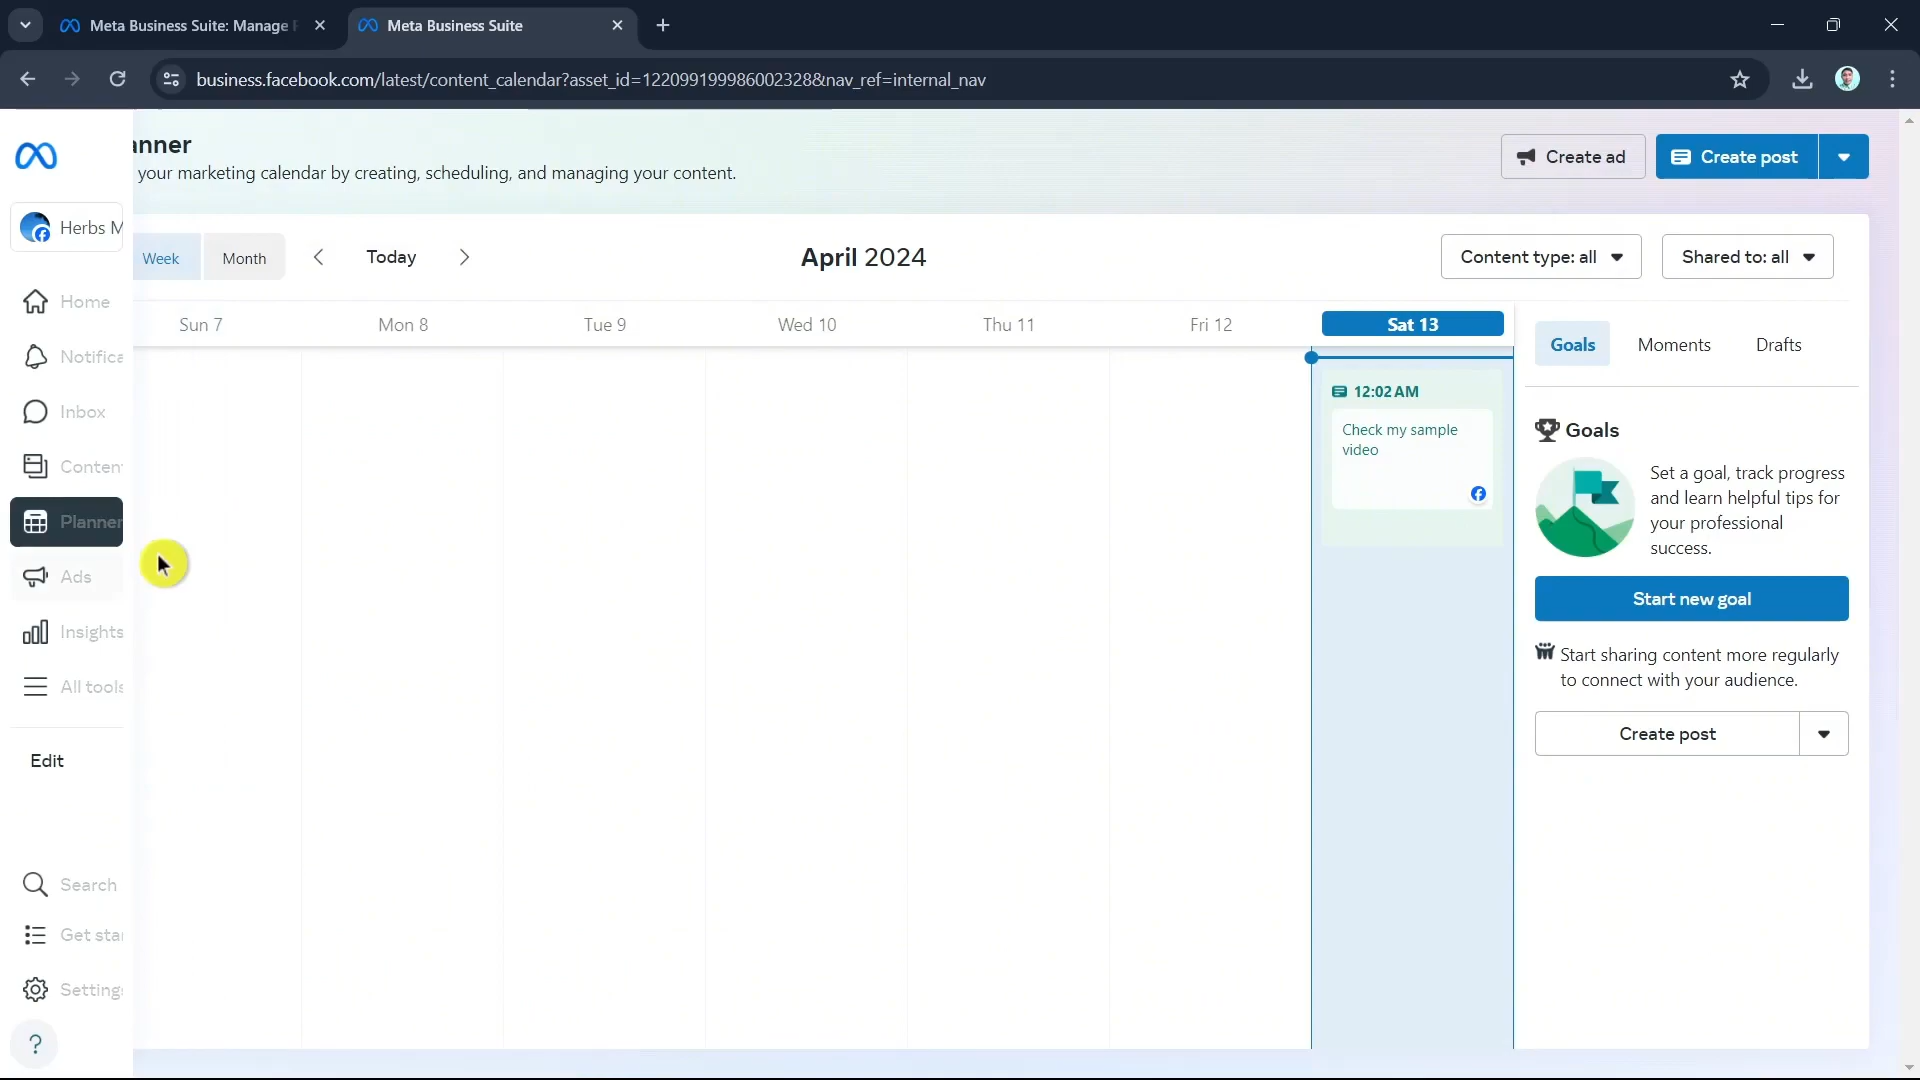 Meta Business Suite: Manage
Meta Business Suite
business.facebook.com/latest/content_calendar?asset_id=122099199986002328&nav_ref=internal_nav
anner
your marketing calendar by creating, scheduling, and managing your content.
Create ad
Create post
Herbs M
Week
Month
Today
April 2024
Content type: all
Shared to: all
Home
Notifica
Inbox
Conten
Planner
Ads
Insights
All tools
Edit
Search
Get star
Settings
?
Sun 7
Mon 8
Tue 9
Wed 10
Thu 11
Fri 12
Sat 13
12:02 AM
Check my sample
video
Goals
Moments
Drafts
Goals
Set a goal, track progress
and learn helpful tips for
your professional
success.
Start new goal
Start sharing content more regularly
to connect with your audience.
Create post